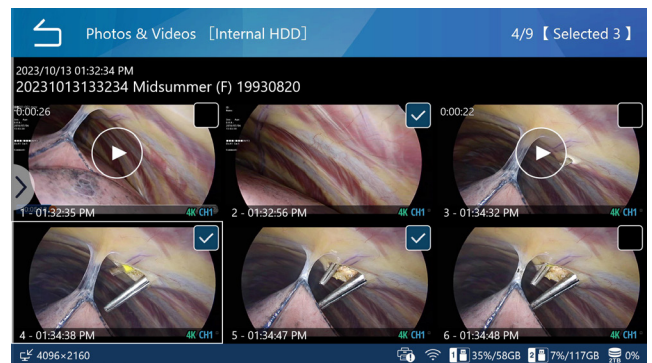 Photos & Videos [Internal HDD]
4/9【 Selected 3 】
2023/10/13 01:32:34 PM
20231013133234 Midsummer (F) 19930820
0:00:26
0:00:22
1 - 01:32:35 PM 4K CH1
2 - 01:32:56 PM 4K CH1
3 - 01:34:32 PM 4K CH1
4 - 01:34:38 PM 4K CH1
5 - 01:34:47 PM 4K CH1
6 - 01:34:48 PM 4K CH1
4096×2160
1 35%/58GB 2 7%/117GB 2TB 0%